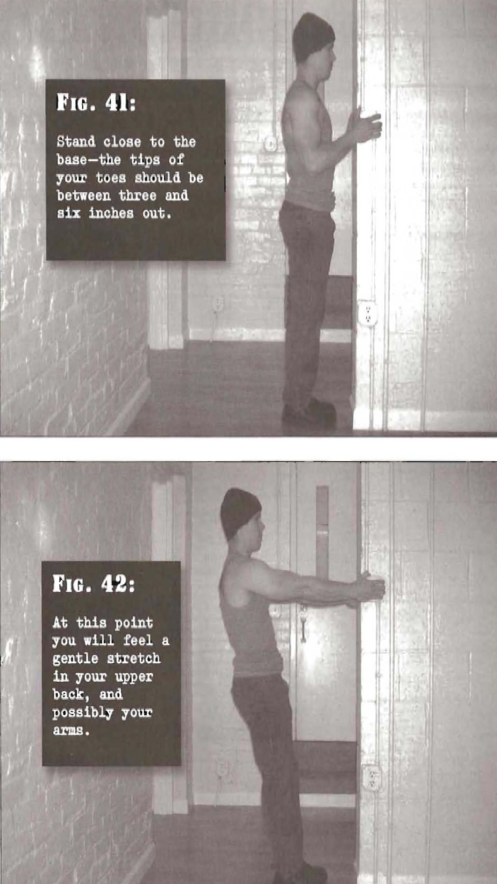 FIG. 41:
Stand close to the
base—the tips of
your toes should be
between three and
six inches out.
FIG. 42:
At this point
you will feel a
gentle stretch
in your upper
back, and
possibly your
arms.